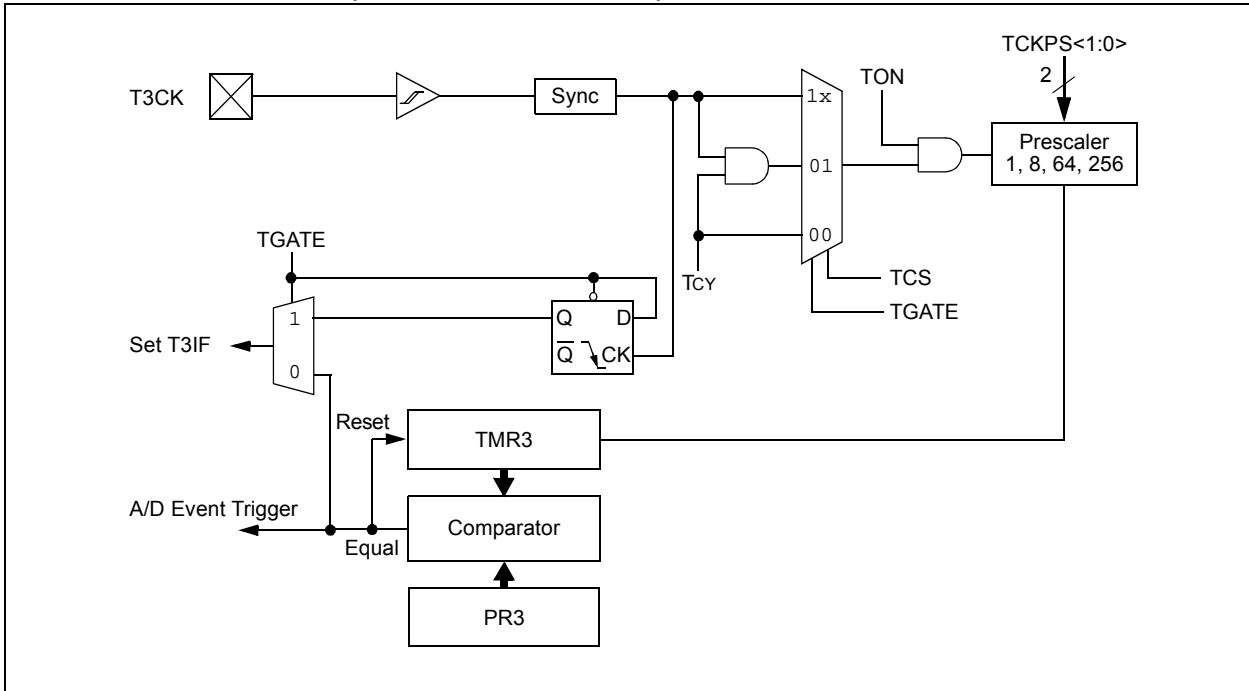 TCKPS<1:0>
2
TON
T3CK
Sync
1x
Prescaler
1, 8, 64, 256
01
00
TGATE
TCY
TCS
TGATE
1
Q
D
Set T3IF
Q
CK
0
Reset
TMR3
A/D Event Trigger
Equal
Comparator
PR3